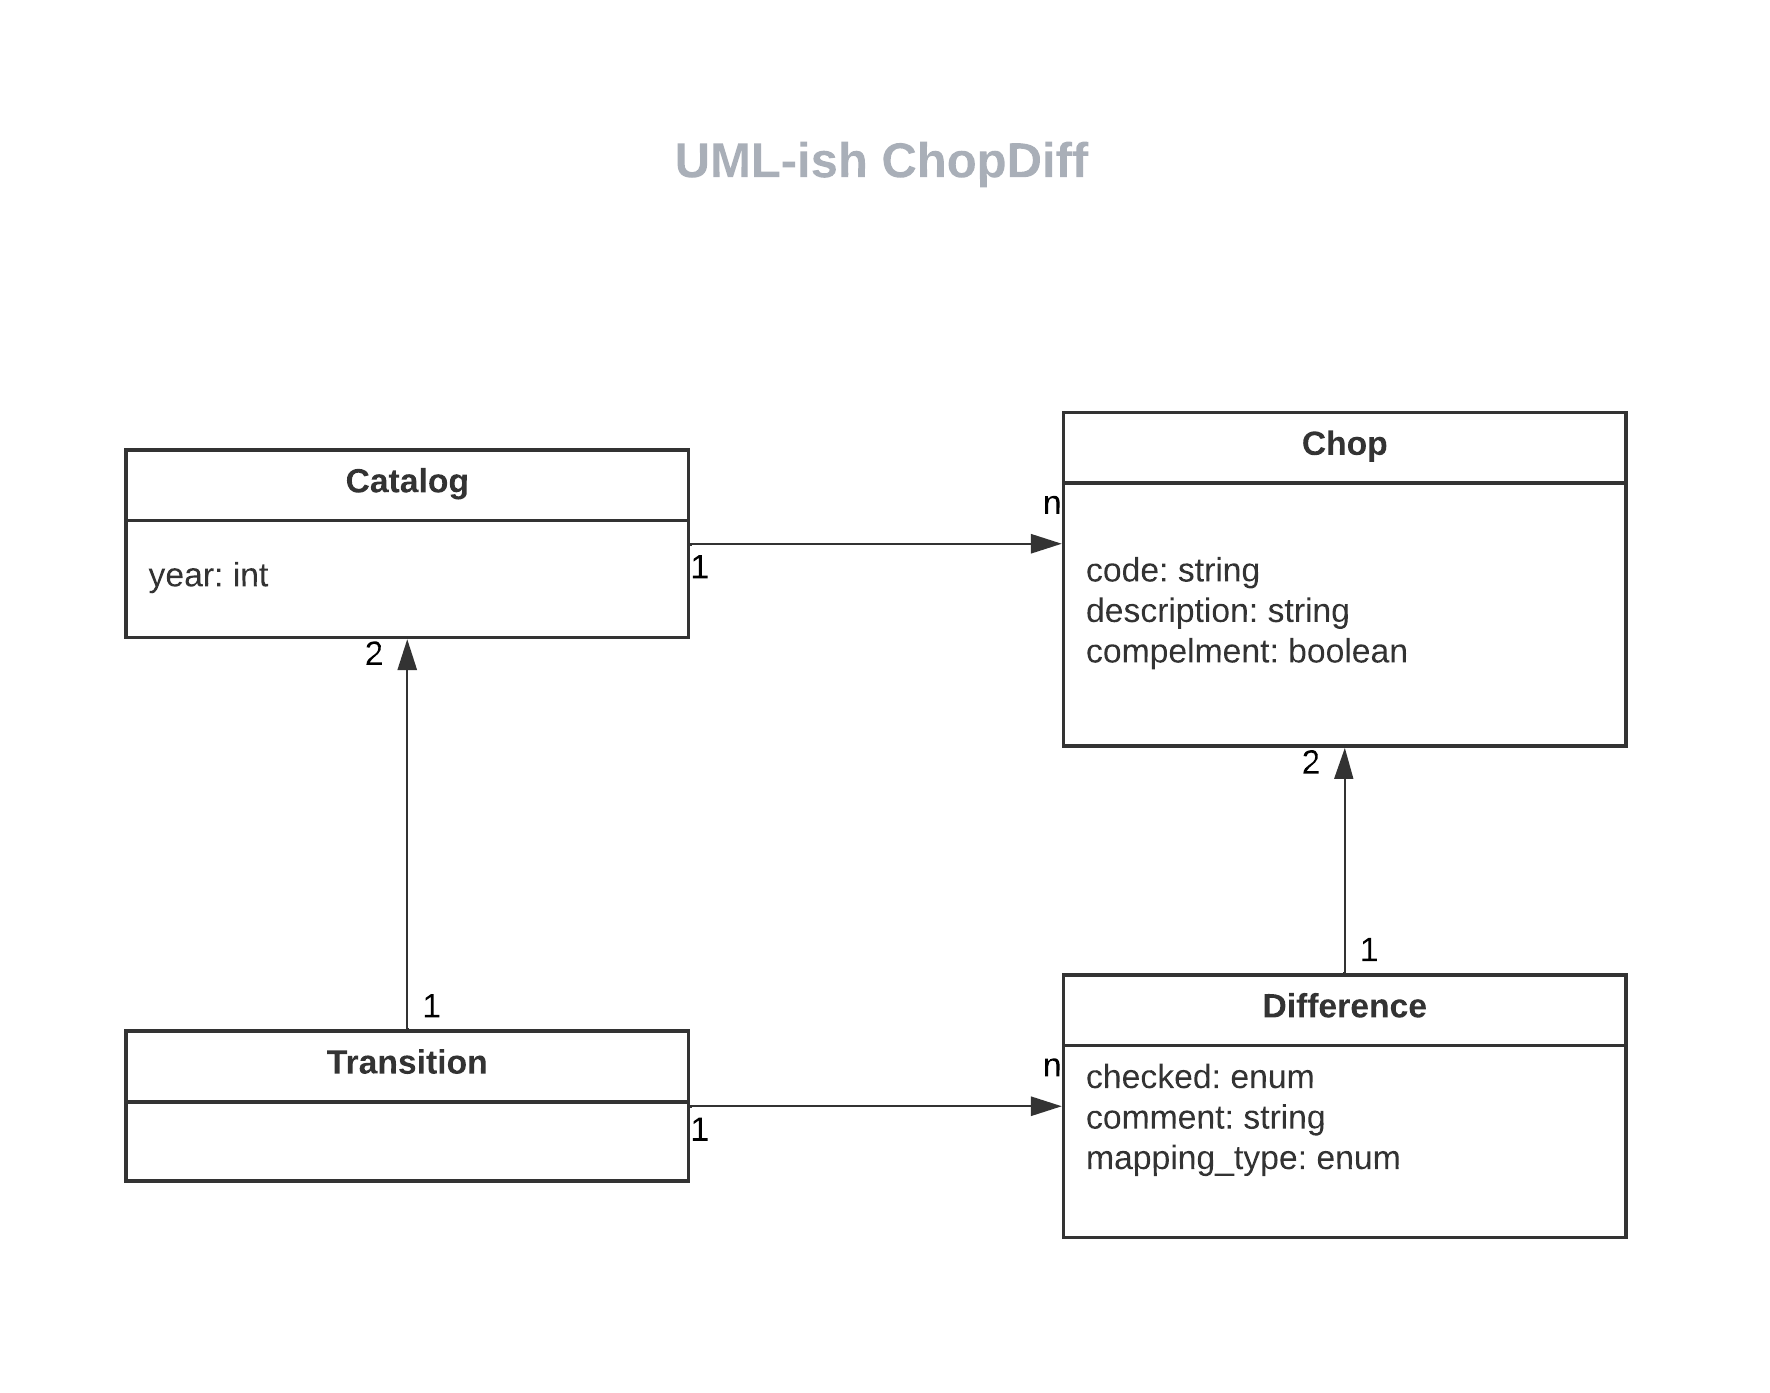 UML-ish ChopDiff
Catalog
year: int
1
2
n
Chop
code: string
description: string
compelment: boolean
2
1
Transition
1
1
n
Difference
checked: enum
comment: string
mapping_type: enum